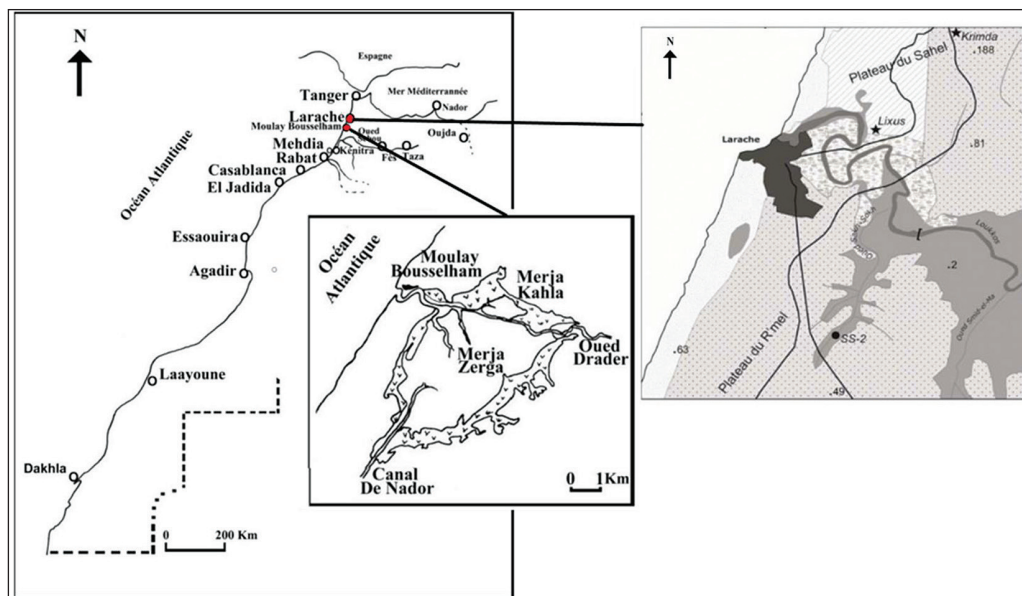 N
Espagne
Tanger
Mer Méditerrannée
Nador
Larache
Moulay Bousselham
Oued
Oujda
Mehdia
Kénitra
Fès
Taza
Rabat
Casablanca
El Jadida
Océan Atlantique
Essaouira
Agadir
Laayoune
Dakhla
0 200 Km
Océan
Atlantique
Moulay
Bousselham
Merja
Kahla
Merja
Zerga
Oued
Drader
Canal
De Nador
0 1Km
N
Krimda
.188
Plateau du Sahel
Lixus
Larache
.81
Loukkos
.2
SS-2
.63
Plateau du R'mel
.49